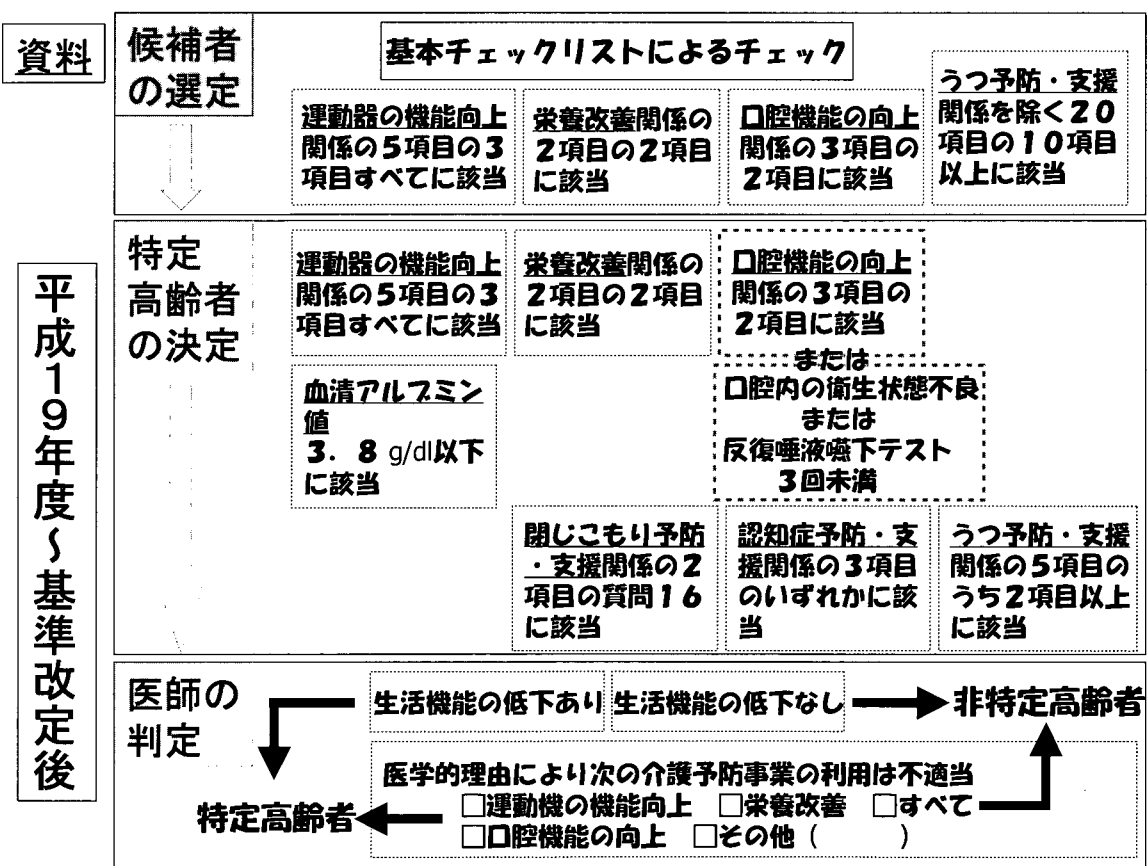 資料
平成19年度～基準改定後
候補者
の選定
基本チェックリストによるチェック
運動器の機能向上
関係の5項目の3
項目すべてに該当
栄養改善関係の
2項目の2項目
に該当
口腔機能の向上
関係の3項目の
2項目に該当
うつ予防・支援
関係を除く20
項目の10項目
以上に該当
特定
高齢者
の決定
運動器の機能向上
関係の5項目の3
項目すべてに該当
栄養改善関係の
2項目の2項目
に該当
口腔機能の向上
関係の3項目の
2項目に該当
または
口腔内の衛生状態不良
または
反復唾液嚥下テスト
3回未満
血清アルブミン
値
3．8 g/dl以下
に該当
閉じこもり予防
・支援関係の2
項目の質問16
に該当
認知症予防・支
援関係の3項目
のいずれかに該
当
うつ予防・支援
関係の5項目の
うち2項目以上
に該当
医師の
判定
生活機能の低下あり
生活機能の低下なし
非特定高齢者
医学的理由により次の介護予防事業の利用は不適当
□運動機の機能向上 □栄養改善 □すべて
□口腔機能の向上 □その他（　　　）
特定高齢者